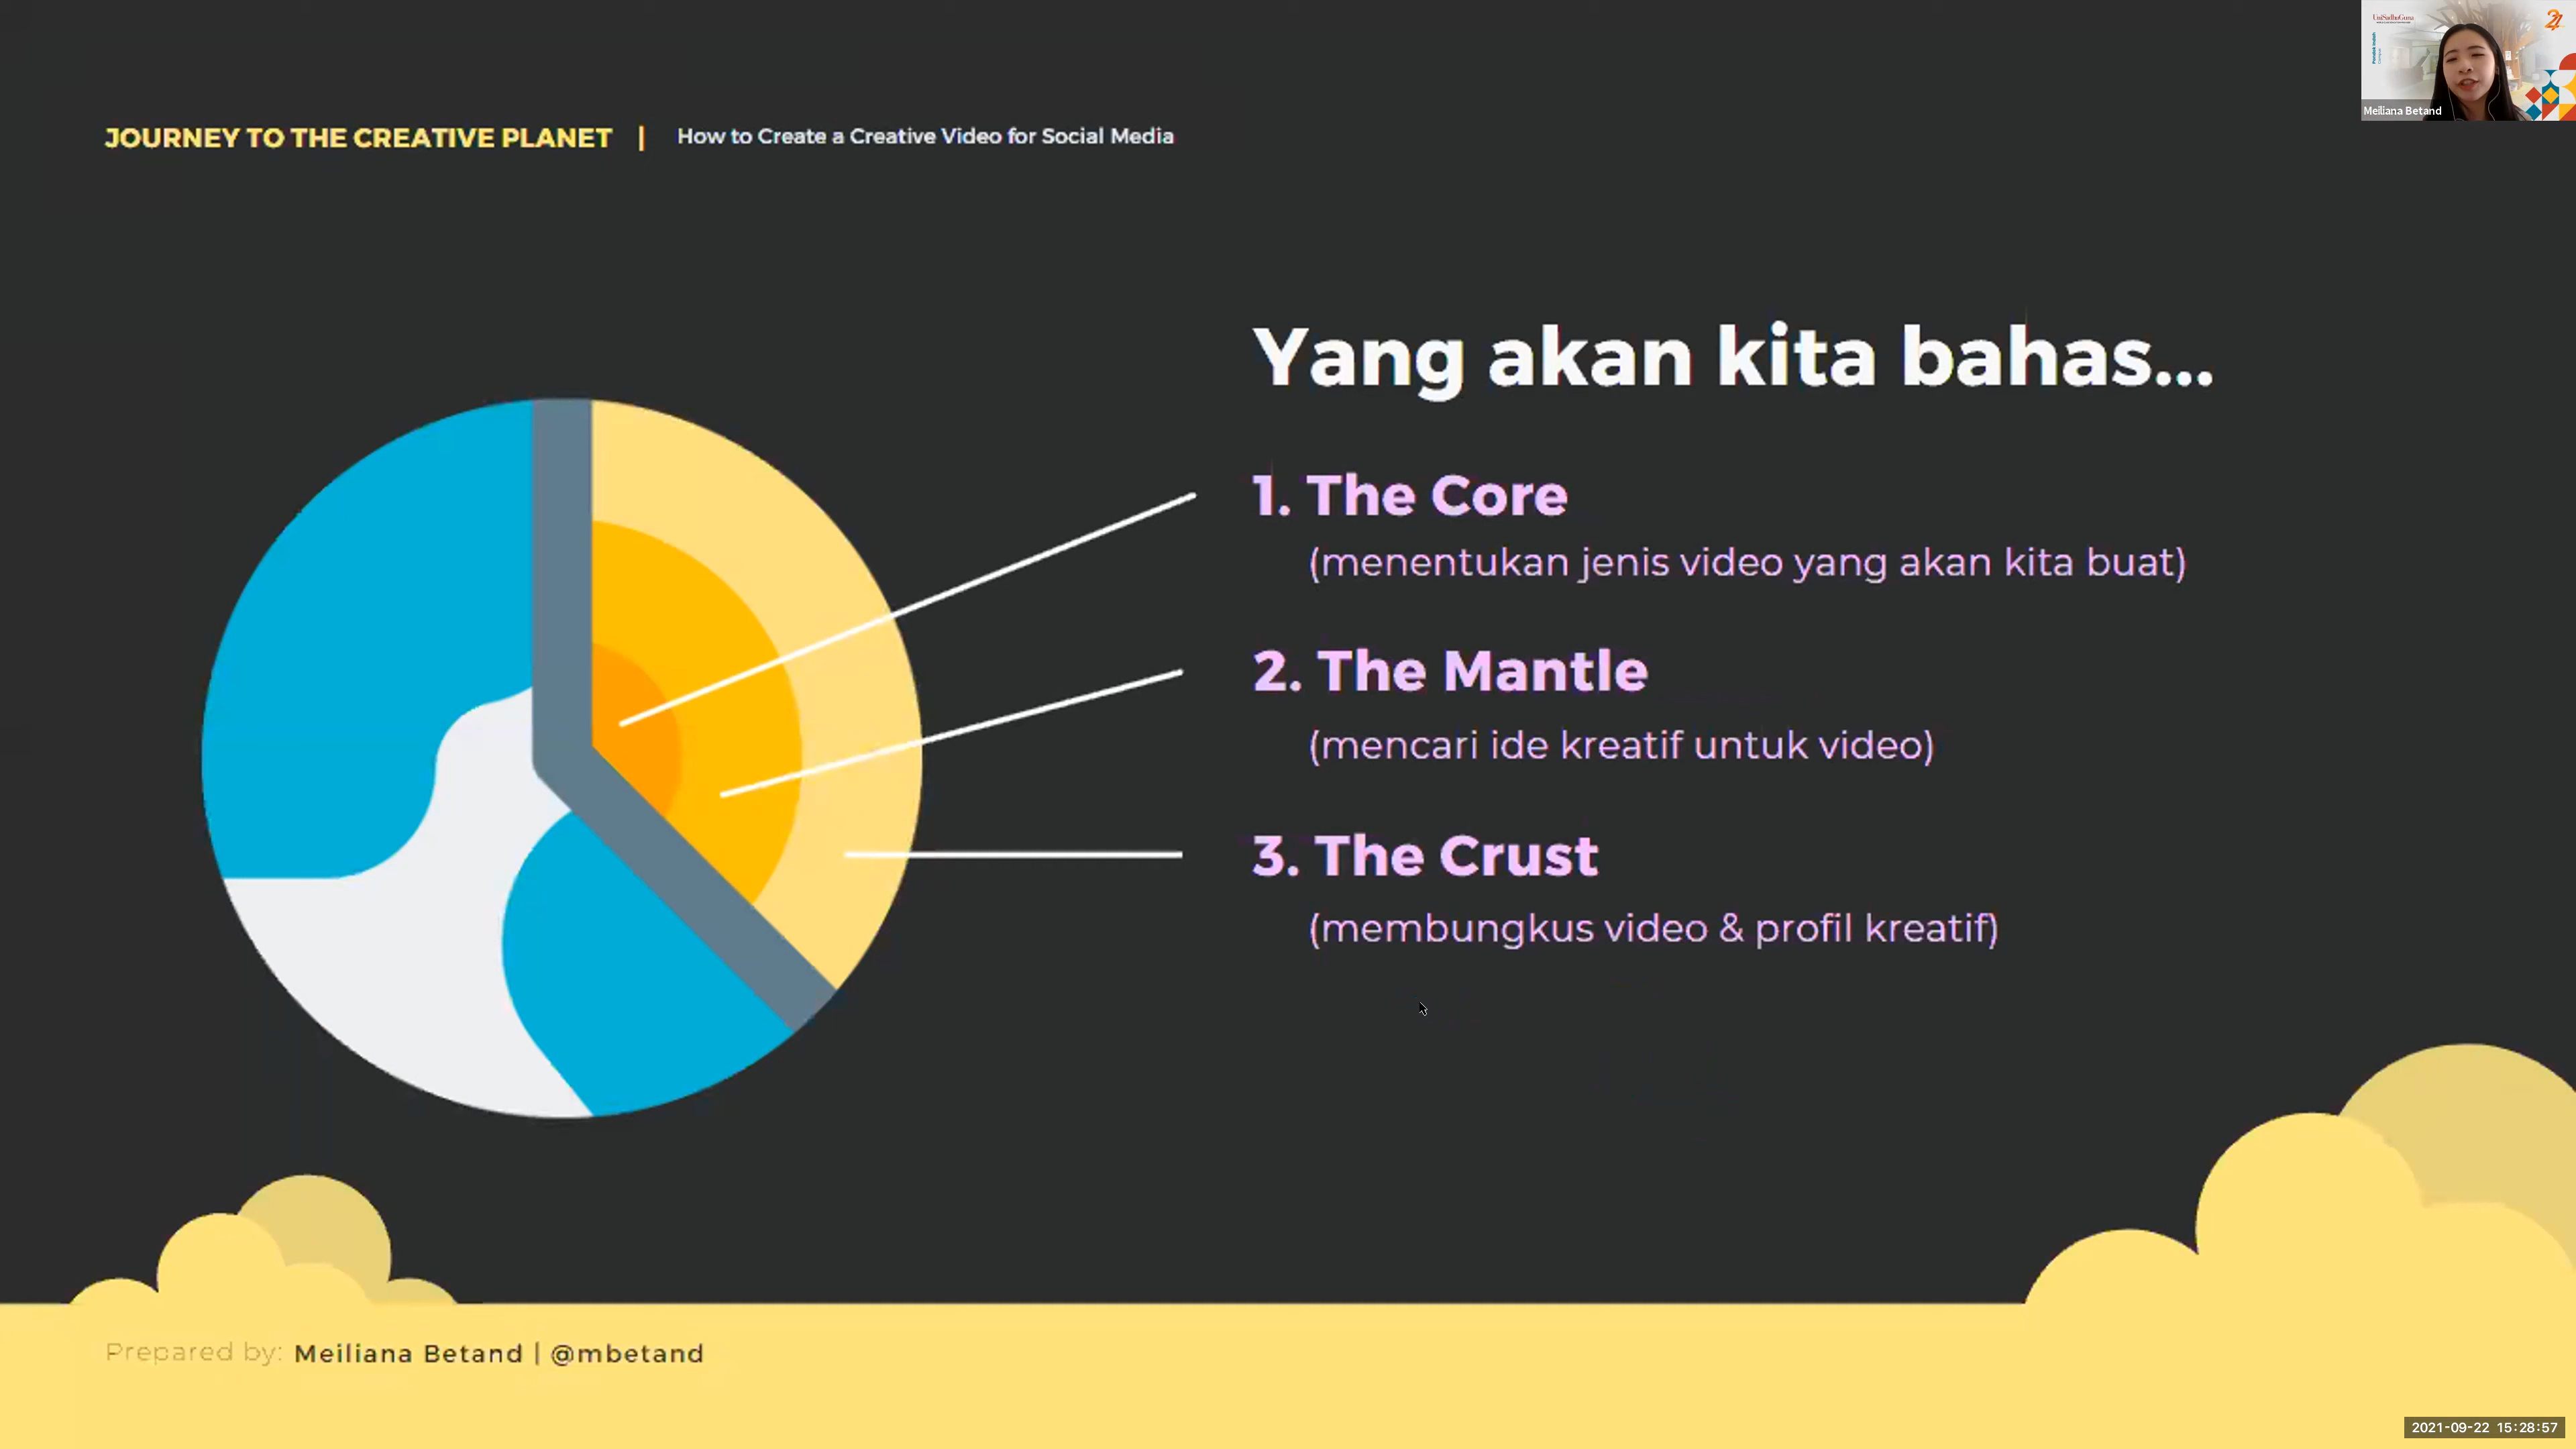 UniSadhuGuna
21
Meiliana Betand
JOURNEY TO THE CREATIVE PLANET | How to Create a Creative Video for Social Media
Yang akan kita bahas...
1. The Core
(menentukan jenis video yang akan kita buat)
2. The Mantle
(mencari ide kreatif untuk video)
3. The Crust
(membungkus video & profil kreatif)
Prepared by: Meiliana Betand | @mbetand
2021-09-22 15:28:57